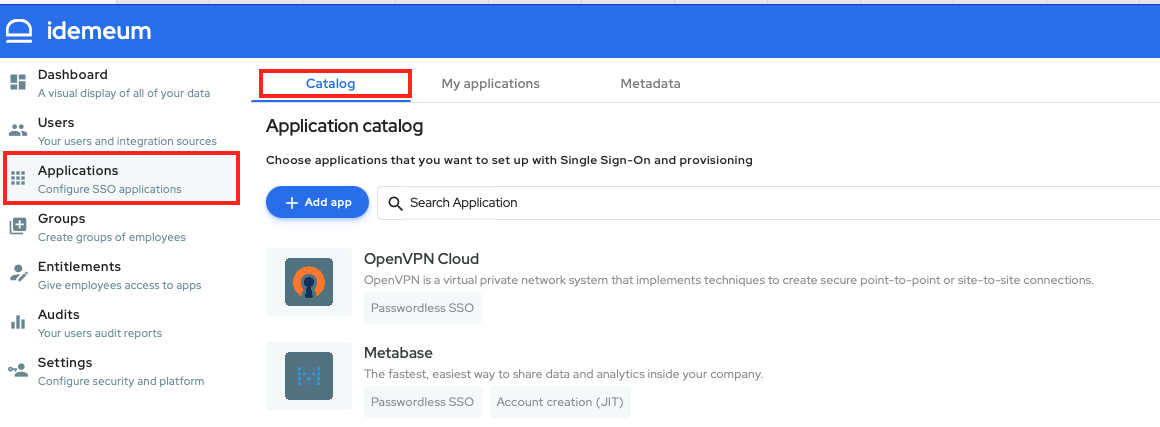 idemeum
Dashboard
A visual display of all of your data
Users
Your users and integration sources
Applications
Configure SSO applications
Groups
Create groups of employees
Entitlements
Give employees access to apps
Audits
Your users audit reports
Settings
Configure security and platform
Catalog My applications Metadata
Application catalog
Choose applications that you want to set up with Single Sign-On and provisioning
+ Add app Search Application
OpenVPN Cloud
OpenVPN is a virtual private network system that implements techniques to create secure point-to-point or site-to-site connections.
Passwordless SSO
Metabase
The fastest, easiest way to share data and analytics inside your company.
Passwordless SSO Account creation (JIT)